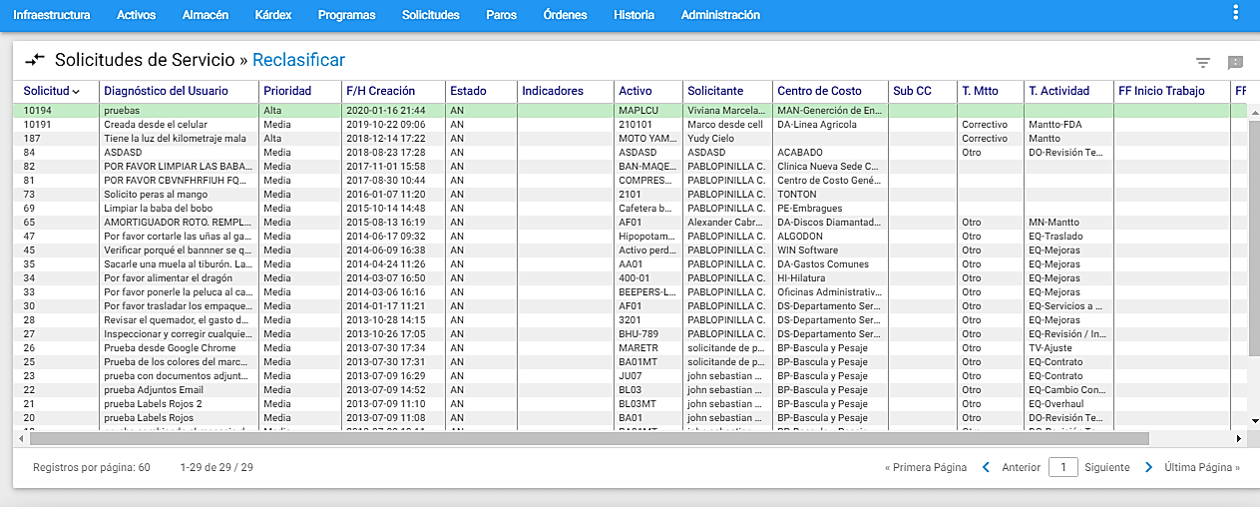 Infraestructura Activos Almacén Kárdex Programas Solicitudes Paros Órdenes Historia Administración
Solicitudes de Servicio » Reclasificar
Solicitud Diagnóstico del Usuario Prioridad F/H Creación Estado Indicadores Activo Solicitante Centro de Costo Sub CC T. Mtto T. Actividad FF Inicio Trabajo FF
10194 pruebas Alta 2020-01-16 21:44 AN MAPLCU Viviana Marcela... MAN-Generción de En...
10191 Creada desde el celular Media 2019-10-22 09:06 AN 210101 Marco desde cell DA-Linea Agricola Correctivo Mantto-FDA
187 Tiene la luz del kilometraje mala Alta 2018-12-14 17:22 AN MOTO YAM... Yudy Cielo Correctivo Mantto
84 ASDASD Media 2018-08-23 17:28 AN ASDASD ASDASD ACABADO Otro DO-Revisión Te...
82 POR FAVOR LIMPIAR LAS BABA... Media 2017-11-01 15:58 AN BAN-MAQE... PABLOPINILLA C. Clinica Nueva Sede C...
81 POR FAVOR CBVNFHRFIUH FQ... Media 2017-08-30 10:44 AN COMPRES... PABLOPINILLA C. Centro de Costo Gené...
73 Solicito peras al mango Media 2016-01-07 11:20 AN 2101 PABLOPINILLA C. TONTON
69 Limpiar la baba del bobo Media 2015-10-14 14:48 AN Cafetera b... PABLOPINILLA C. PE-Embragues
65 AMORTIGUADOR ROTO. REMPL... Media 2015-08-13 16:19 AN AF01 Alexander Cabr... DA-Discos Diamantad... Otro MN-Mantto
47 Por favor cortarle las uñas al ga... Media 2014-06-17 09:32 AN Hipopotam... PABLOPINILLA C. ALGODON Otro EQ-Traslado
45 Verificar porqué el bannner se q... Media 2014-06-09 16:38 AN Activo perd... PABLOPINILLA C. WIN Software Otro EQ-Mejoras
35 Sacarle una muela al tiburón. La... Media 2014-04-24 11:26 AN AA01 PABLOPINILLA C. DA-Gastos Comunes Otro EQ-Mejoras
34 Por favor alimentar el dragón Media 2014-03-07 16:50 AN 400-01 PABLOPINILLA C. HI-Hilatura Otro EQ-Mejoras
33 Por favor ponerle la peluca al ca... Media 2014-03-06 16:16 AN BEEPERS-L... PABLOPINILLA C. Oficinas Administrativ... Otro EQ-Mejoras
30 Por favor trasladar los empaque... Media 2014-01-17 11:21 AN AF01 PABLOPINILLA C. DS-Departamento Ser... Otro EQ-Servicios a ...
28 Revisar el quemador, el gasto d... Media 2013-10-28 14:15 AN 3201 PABLOPINILLA C. DS-Departamento Ser... Otro EQ-Mejoras
27 Inspeccionar y corregir cualquie... Media 2013-10-26 17:05 AN BHU-789 PABLOPINILLA C. DS-Departamento Ser... Otro EQ-Revisión / In...
26 Prueba desde Google Chrome Media 2013-07-30 17:34 AN MARETR solicitande de p... BP-Bascula y Pesaje Otro TV-Ajuste
25 Prueba de los colores del marc... Media 2013-07-30 17:31 AN BA01MT solicitande de p... BP-Bascula y Pesaje Otro EQ-Contrato
23 prueba con documentos adjunt... Media 2013-07-09 16:29 AN JU07 john sebastian ... BP-Bascula y Pesaje Otro EQ-Contrato
22 prueba Adjuntos Email Media 2013-07-09 14:52 AN BL03 john sebastian ... BP-Bascula y Pesaje Otro EQ-Cambio Con...
21 prueba Labels Rojos 2 Media 2013-07-09 11:10 AN BL03MT john sebastian ... BP-Bascula y Pesaje Otro EQ-Overhaul
20 prueba Labels Rojos Media 2013-07-09 11:08 AN BA01 john sebastian ... BP-Bascula y Pesaje Otro DO-Revisión Te...
Registros por página: 60 1-29 de 29 / 29 « Primera Página Anterior 1 Siguiente Última Página »